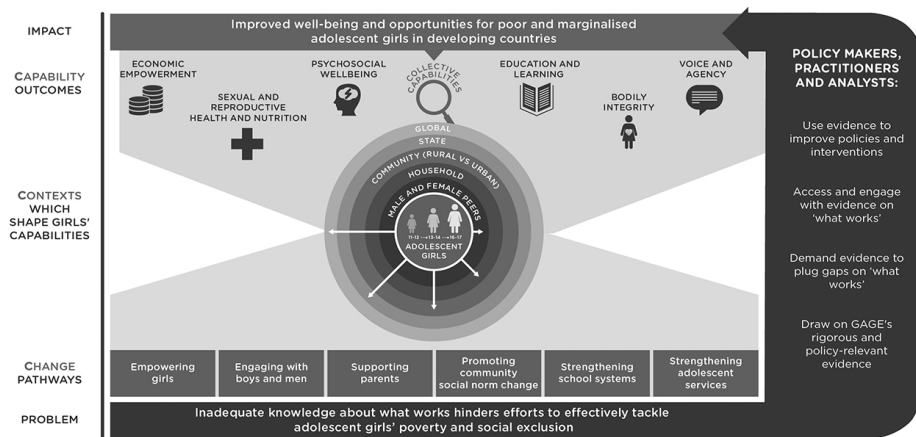 IMPACT
Improved well-being and opportunities for poor and marginalised
adolescent girls in developing countries
CAPABILITY
OUTCOMES
ECONOMIC
EMPOWERMENT
SEXUAL AND
REPRODUCTIVE
HEALTH AND NUTRITION
PSYCHOSOCIAL
WELLBEING
COLLECTIVE
CAPABILITIES
EDUCATION AND
LEARNING
BODILY
INTEGRITY
VOICE AND
AGENCY
CONTEXTS
WHICH
SHAPE GIRLS'
CAPABILITIES
GLOBAL
STATE
COMMUNITY (RURAL VS URBAN)
HOUSEHOLD
MALE AND FEMALE PEERS
11-12 → 13-14 → 16-17
ADOLESCENT
GIRLS
CHANGE
PATHWAYS
Empowering
girls
Engaging with
boys and men
Supporting
parents
Promoting
community
social norm change
Strengthening
school systems
Strengthening
adolescent
services
PROBLEM
Inadequate knowledge about what works hinders efforts to effectively tackle
adolescent girls' poverty and social exclusion
POLICY MAKERS,
PRACTITIONERS
AND ANALYSTS:
Use evidence to
improve policies and
interventions
Access and engage
with evidence on
‘what works’
Demand evidence to
plug gaps on ‘what
works’
Draw on GAGE's
rigorous and
policy-relevant
evidence